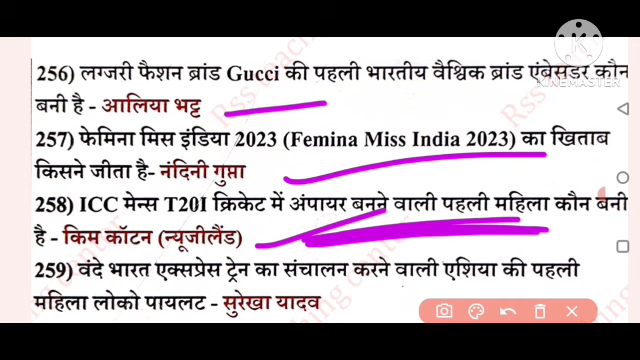 256) लग्जरी फैशन ब्रांड Gucci की पहली भारतीय वैश्विक ब्रांड एंबेसडर कौन
बनी है - आलिया भट्ट
257) फेमिना मिस इंडिया 2023 (Femina Miss India 2023) का खिताब
किसने जीता है- नंदिनी गुप्ता
258) ICC मेन्स T20I क्रिकेट में अंपायर बनने वाली पहली महिला कौन बनी
है - किम कॉटन (न्यूजीलैंड)
259) वंदे भारत एक्सप्रेस ट्रेन का संचालन करने वाली एशिया की पहली
महिला लोको पायलट - सुरेखा यादव
KINEMASTER